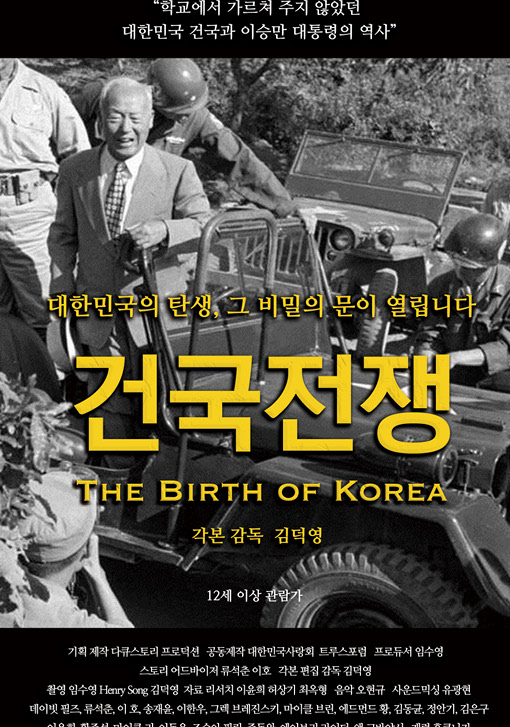 “학교에서 가르쳐 주지 않았던
대한민국 건국과 이승만 대통령의 역사”
대한민국의 탄생, 그 비밀의 문이 열립니다
건국전쟁
THE BIRTH OF KOREA
각본 감독 김덕영
12세 이상 관람가
기획 제작 다큐스토리 프로덕션 공동제작 대한민국사랑회 트루스포럼 프로듀서 임수영
스토리 어드바이저 류석춘 이호 각본 편집 감독 김덕영
촬영 임수영 Henry Song 김덕영 자료 리서치 이윤희 허상기 최옥형 음악 오현규 사운드믹싱 유광현
데이빗 필즈, 류석춘, 이 호, 송재윤, 이한우, 그렉 브레진스키, 마이클 브린, 에드먼드 황, 김동균, 정안기, 김은구